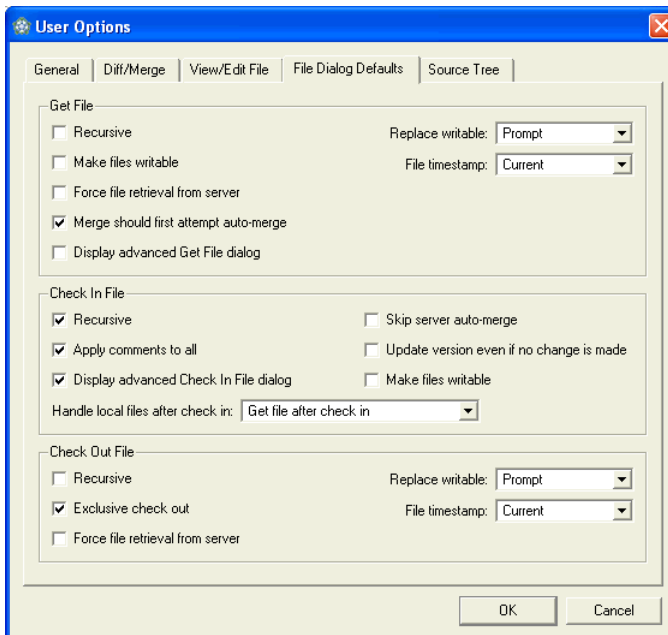 User Options
General
Diff/Merge
View/Edit File
File Dialog Defaults
Source Tree
Get File
Recursive
Replace writable: Prompt
Make files writable
File timestamp: Current
Force file retrieval from server
Merge should first attempt auto-merge
Display advanced Get File dialog
Check In File
Recursive
Skip server auto-merge
Apply comments to all
Update version even if no change is made
Display advanced Check In File dialog
Make files writable
Handle local files after check in: Get file after check in
Check Out File
Recursive
Replace writable: Prompt
Exclusive check out
File timestamp: Current
Force file retrieval from server
OK
Cancel